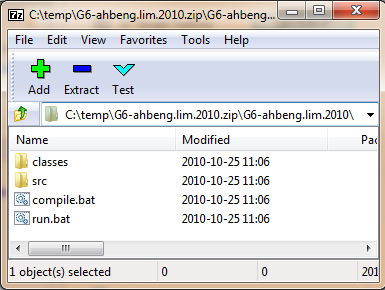 7z C:\temp\G6-ahbeng.lim.2010.zip\G6-ahbeng....
File Edit View Favorites Tools Help
Add Extract Test
C:\temp\G6-ahbeng.lim.2010.zip\G6-ahbeng.lim.2010\
Name Modified Pac
classes 2010-10-25 11:06
src 2010-10-25 11:06
compile.bat 2010-10-25 11:06
run.bat 2010-10-25 11:06
1 object(s) selected 0 0 201